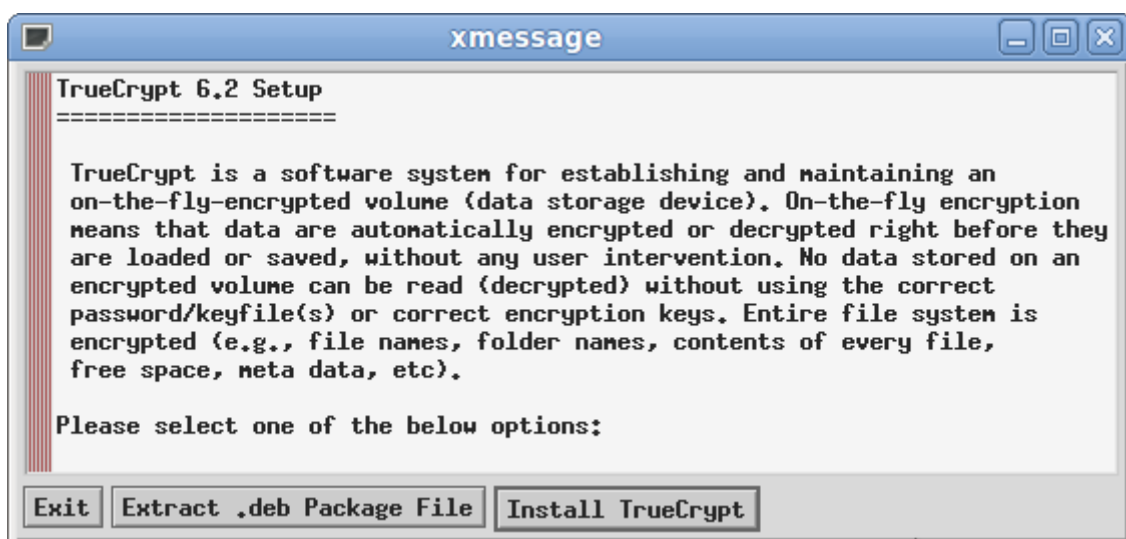 xmessage
TrueCrypt 6.2 Setup
====================
TrueCrypt is a software system for establishing and maintaining an
on-the-fly-encrypted volume (data storage device). On-the-fly encryption
means that data are automatically encrypted or decrypted right before they
are loaded or saved, without any user intervention. No data stored on an
encrypted volume can be read (decrypted) without using the correct
password/keyfile(s) or correct encryption keys. Entire file system is
encrypted (e.g., file names, folder names, contents of every file,
free space, meta data, etc).
Please select one of the below options:
Exit Extract .deb Package File Install TrueCrypt